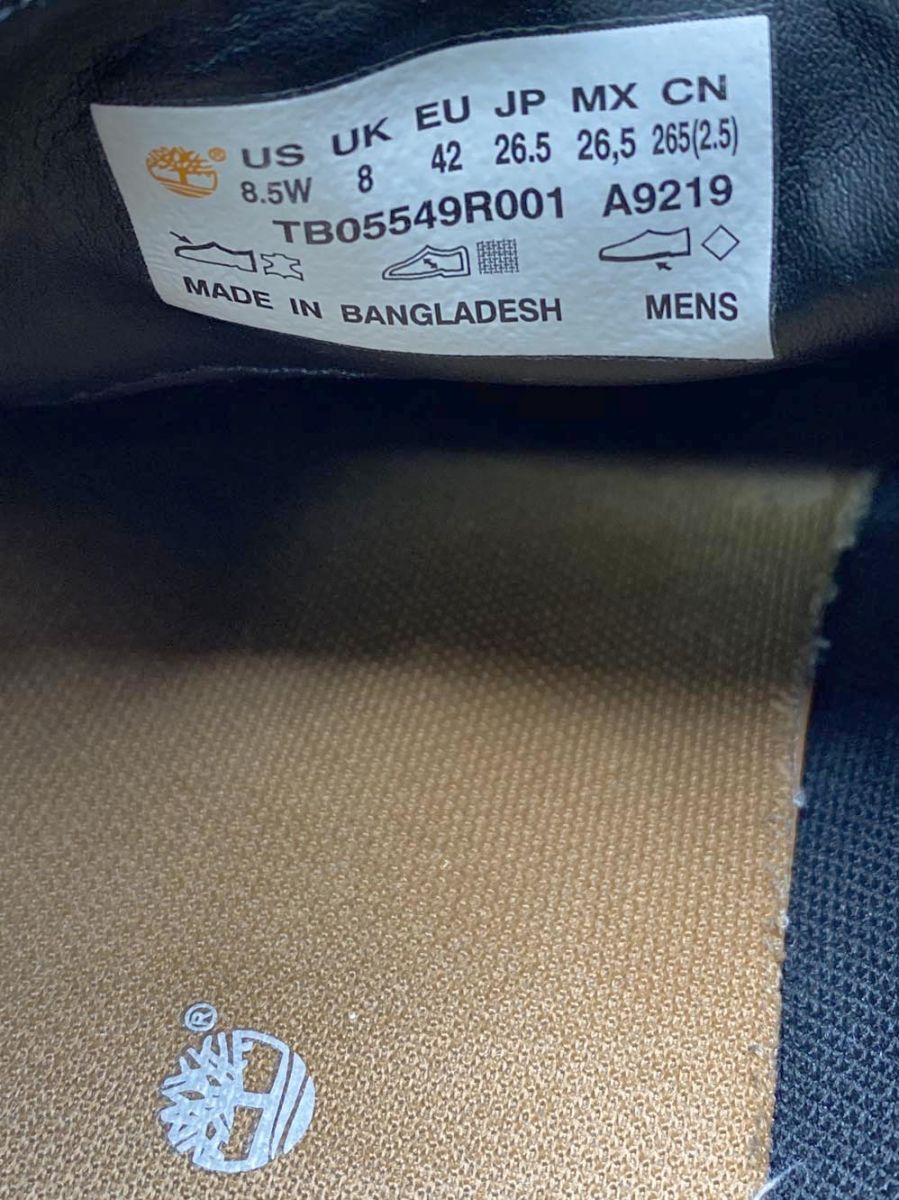 ® US UK EU JP MX CN
8.5W 8 42 26.5 26,5 265(2.5)
TB05549R001 A9219
MADE IN BANGLADESH MENS
®